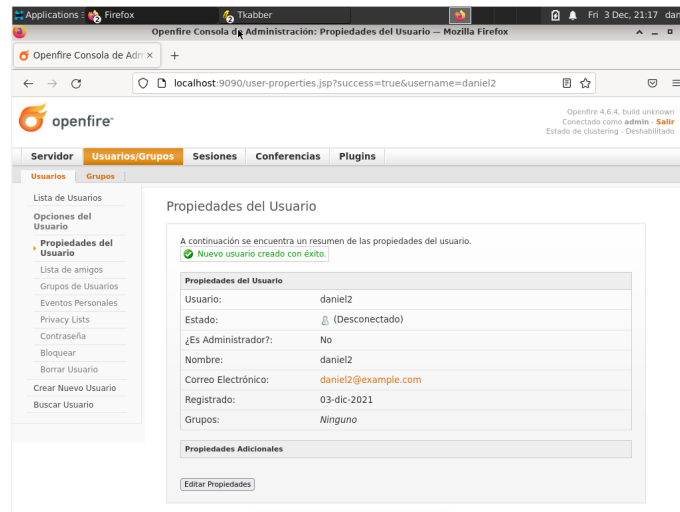 Applications
Firefox
Tkabber
Fri 3 Dec, 21:17
dan
Openfire Consola de Administración: Propiedades del Usuario — Mozilla Firefox
Openfire Consola de Adm
localhost:9090/user-properties.jsp?success=true&username=daniel2
openfire
Openfire 4.6.4, build unknown
Conectado como admin - Salir
Estado de clustering - Deshabilitado
Servidor Usuarios/Grupos Sesiones Conferencias Plugins
Usuarios Grupos
Lista de Usuarios
Opciones del
Usuario
Propiedades del
Usuario
Lista de amigos
Grupos de Usuarios
Eventos Personales
Privacy Lists
Contraseña
Bloquear
Borrar Usuario
Crear Nuevo Usuario
Buscar Usuario
Propiedades del Usuario
A continuación se encuentra un resumen de las propiedades del usuario.
Nuevo usuario creado con éxito.
Propiedades del Usuario
Usuario: daniel2
Estado: (Desconectado)
¿Es Administrador?: No
Nombre: daniel2
Correo Electrónico: daniel2@example.com
Registrado: 03-dic-2021
Grupos: Ninguno
Propiedades Adicionales
Editar Propiedades